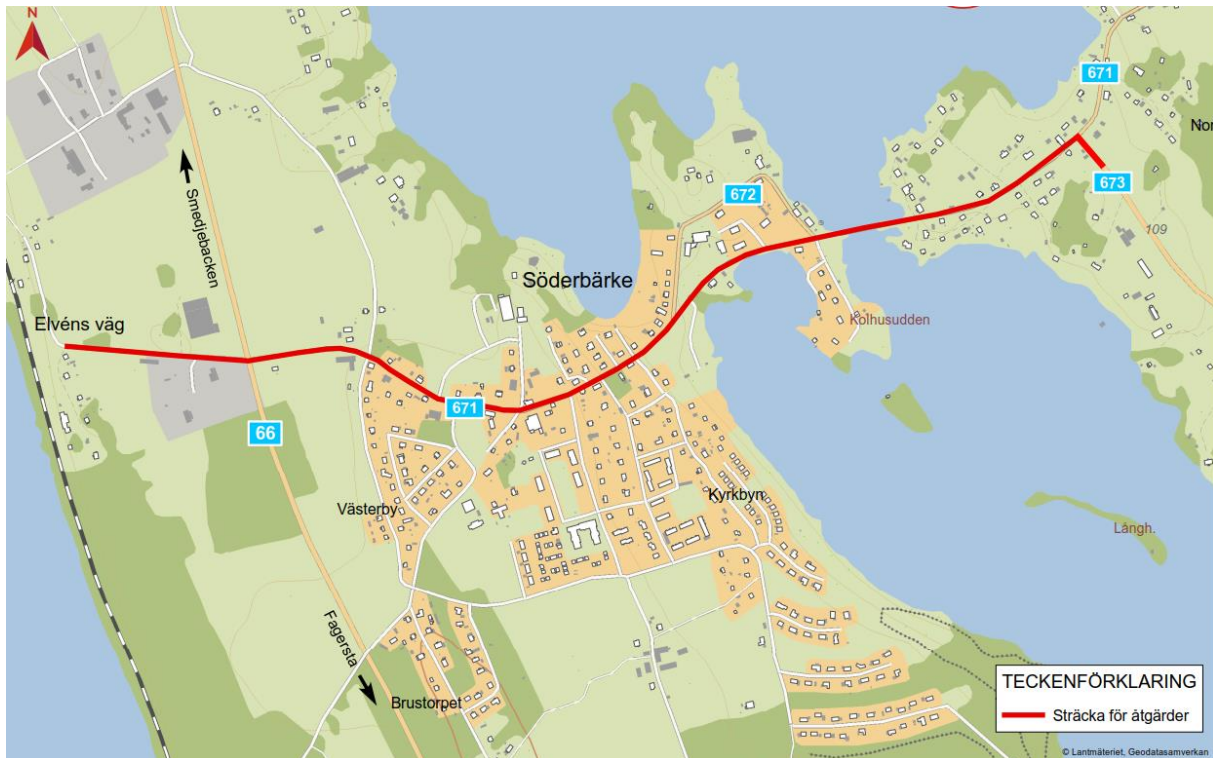 N
671
Nor
672
673
109
Smedjebacken
Söderbärke
Elvéns väg
Kolhusudden
671
66
Västerby
Kyrkbyn
Långh.
Fagersta
Brustorpet
TECKENFÖRKLARING
Sträcka för åtgärder
© Lantmäteriet, Geodatasamverkan